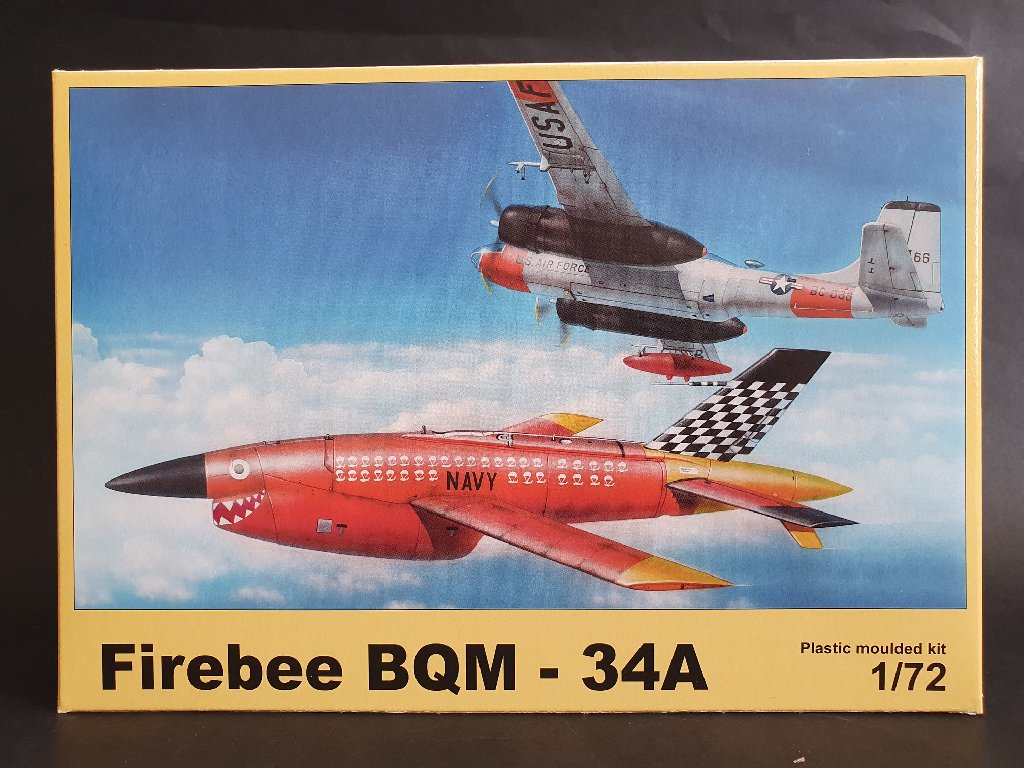 USAF
U.S. AIR FORCE
66
NAVY
Firebee BQM - 34A
Plastic moulded kit
1/72